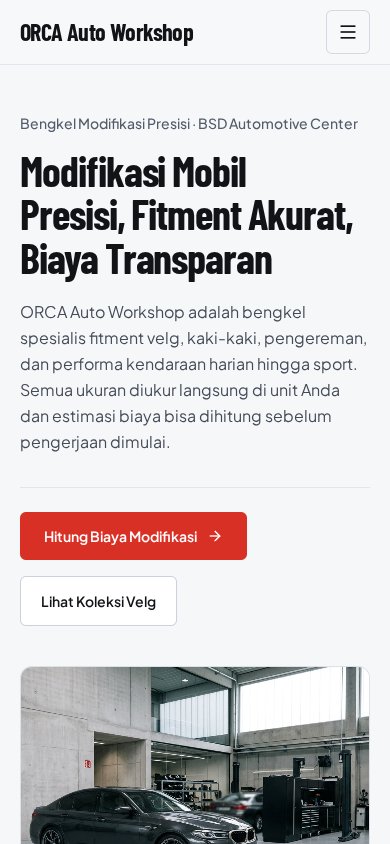 ORCA Auto Workshop
Bengkel Modifikasi Presisi · BSD Automotive Center
Modifikasi Mobil
Presisi, Fitment Akurat,
Biaya Transparan
ORCA Auto Workshop adalah bengkel
spesialis fitment velg, kaki-kaki, pengereman,
dan performa kendaraan harian hingga sport.
Semua ukuran diukur langsung di unit Anda
dan estimasi biaya bisa dihitung sebelum
pengerjaan dimulai.
Hitung Biaya Modifikasi
Lihat Koleksi Velg